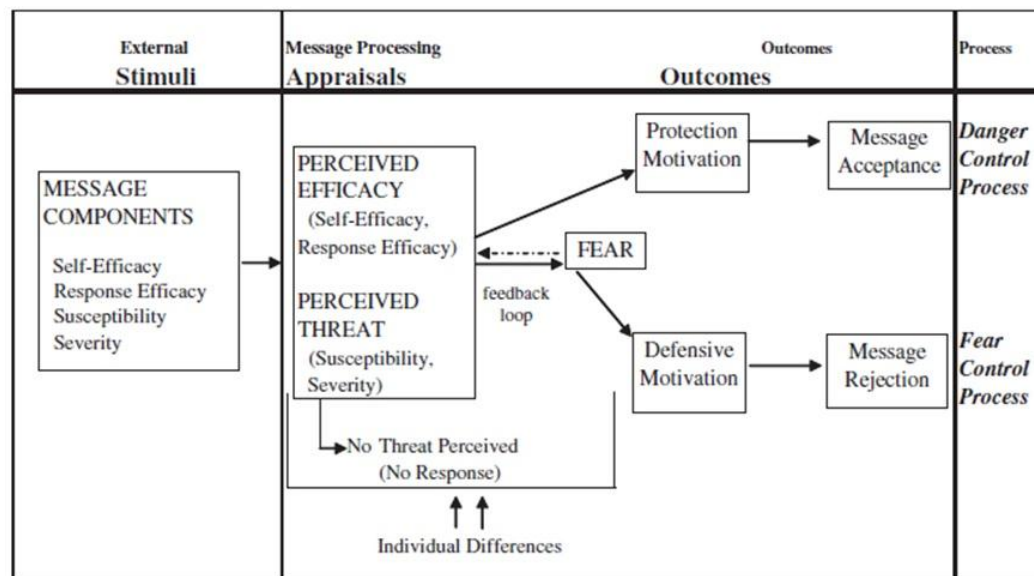 External
Stimuli
Message Processing
Appraisals
Outcomes
Outcomes
Process
MESSAGE
COMPONENTS
Self-Efficacy
Response Efficacy
Susceptibility
Severity
PERCEIVED
EFFICACY
(Self-Efficacy,
Response Efficacy)
PERCEIVED
THREAT
(Susceptibility,
Severity)
No Threat Perceived
(No Response)
Individual Differences
FEAR
feedback
loop
Protection
Motivation
Message
Acceptance
Danger
Control
Process
Defensive
Motivation
Message
Rejection
Fear
Control
Process